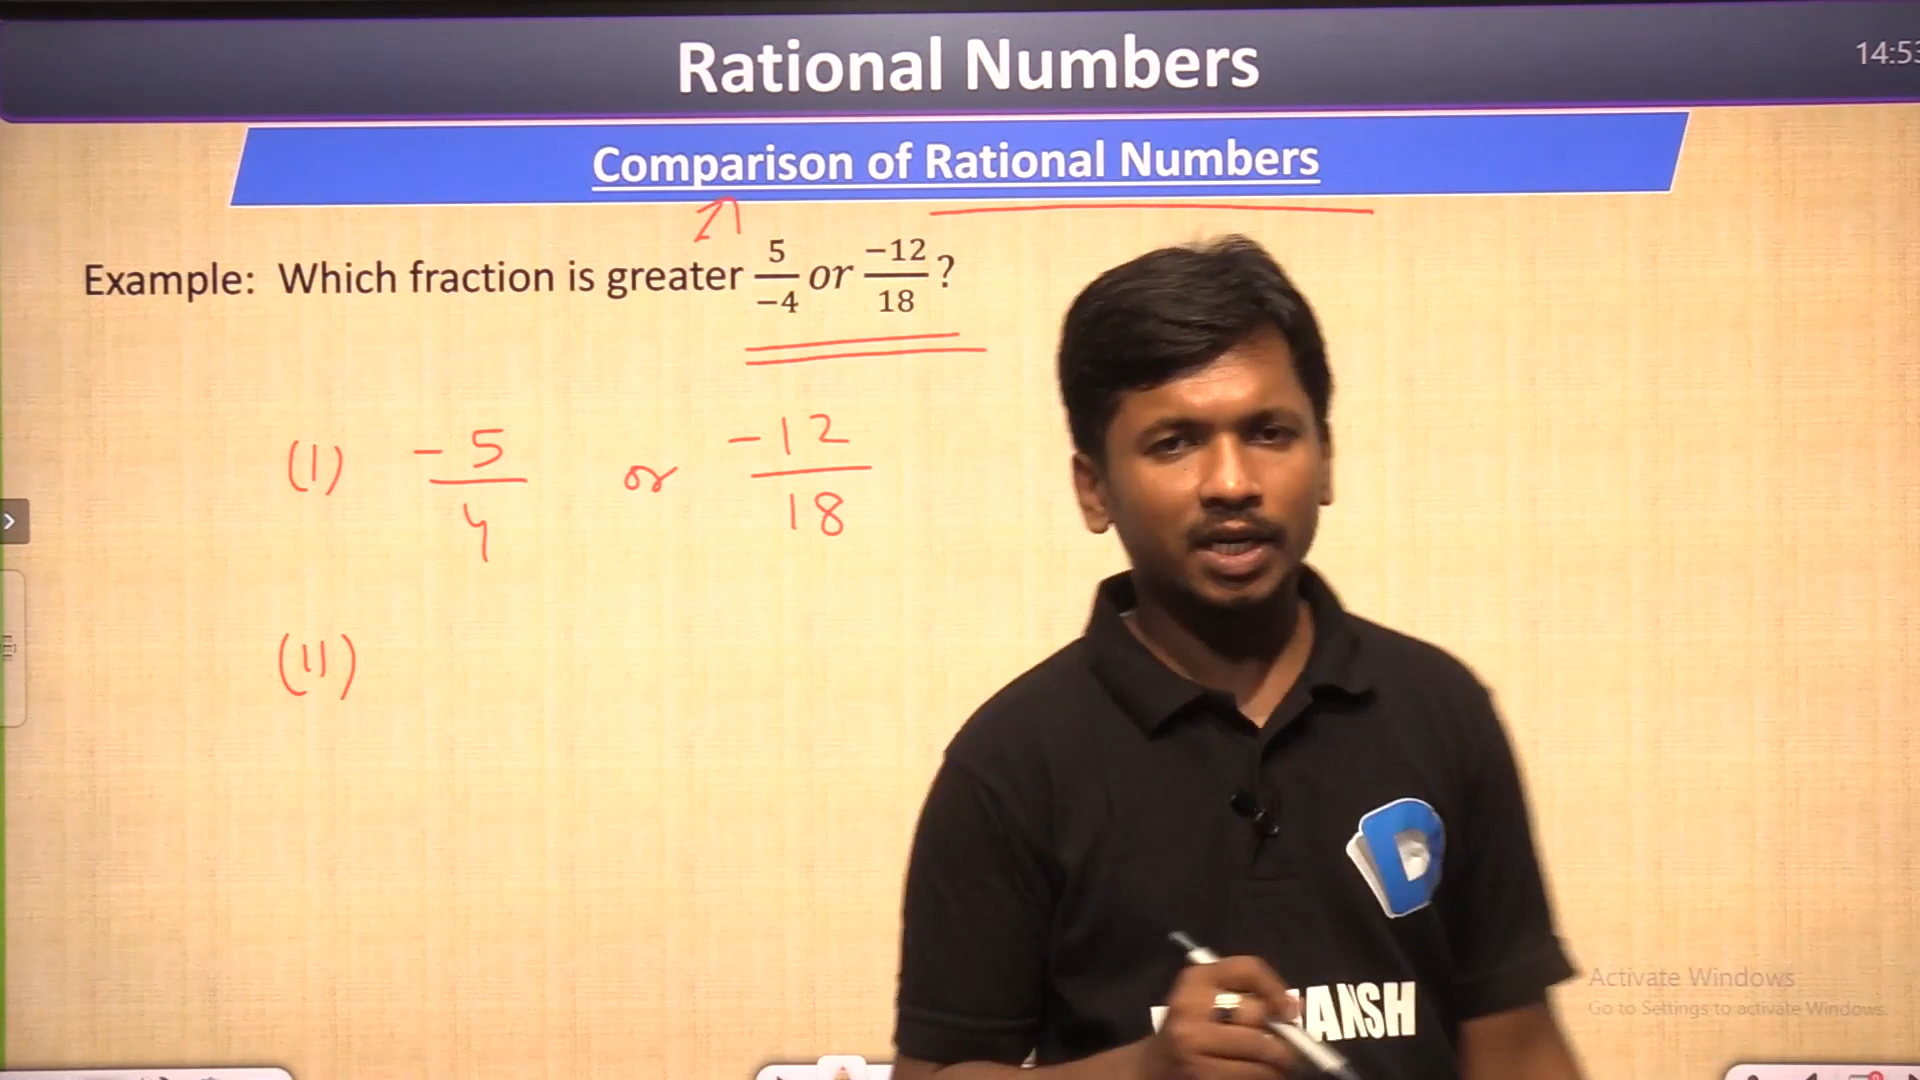 Rational Numbers
14:53
Comparison of Rational Numbers
Example: Which fraction is greater 5/-4 or -12/18?
(I) -5/4 or -12/18
(II)
ANSH
Activate Windows
Go to Settings to activate Windows.